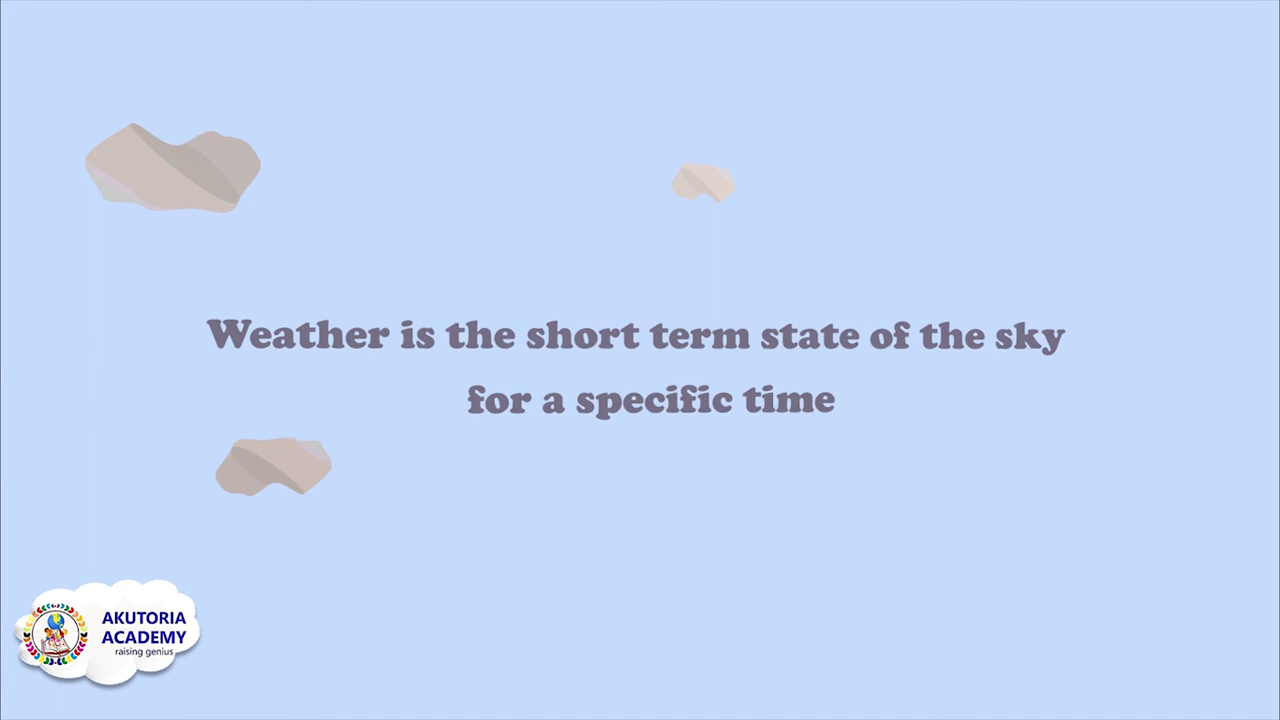 Weather is the short term state of the sky
for a specific time
AKUTORIA
ACADEMY
raising genius